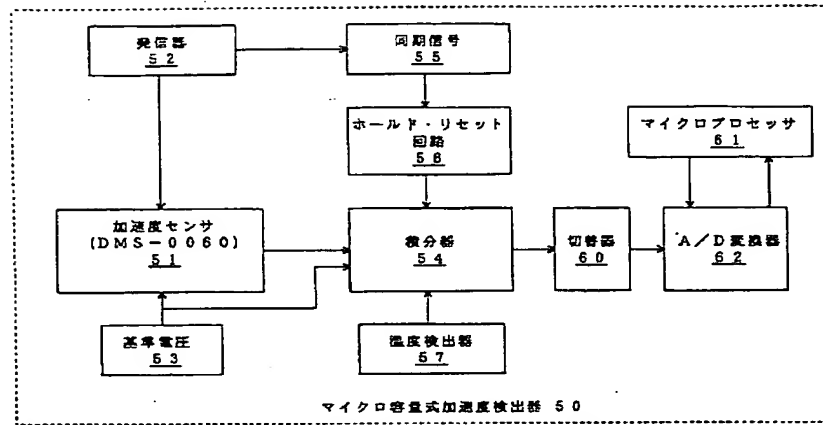 発信器
52
同期信号
55
ホールド・リセット
回路
56
マイクロプロセッサ
61
加速度センサ
(DMS-0060)
51
積分器
54
切替器
60
A/D変換器
62
基準電圧
53
温度検出器
57
マイクロ容量式加速度検出器 50